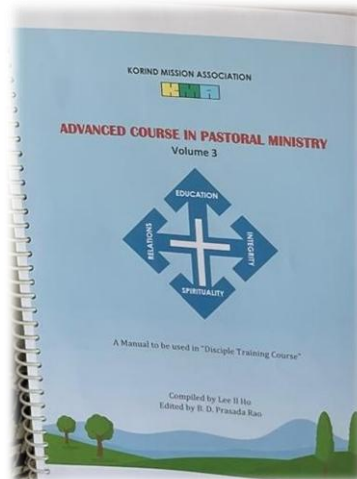 KORIND MISSION ASSOCIATION
KMA
ADVANCED COURSE IN PASTORAL MINISTRY
Volume 3
EDUCATION
RELATIONS
INTEGRITY
SPIRITUALITY
A Manual to be used in "Disciple Training Course"
Compiled by Lee Il Ho
Edited by B. D. Prasada Rao